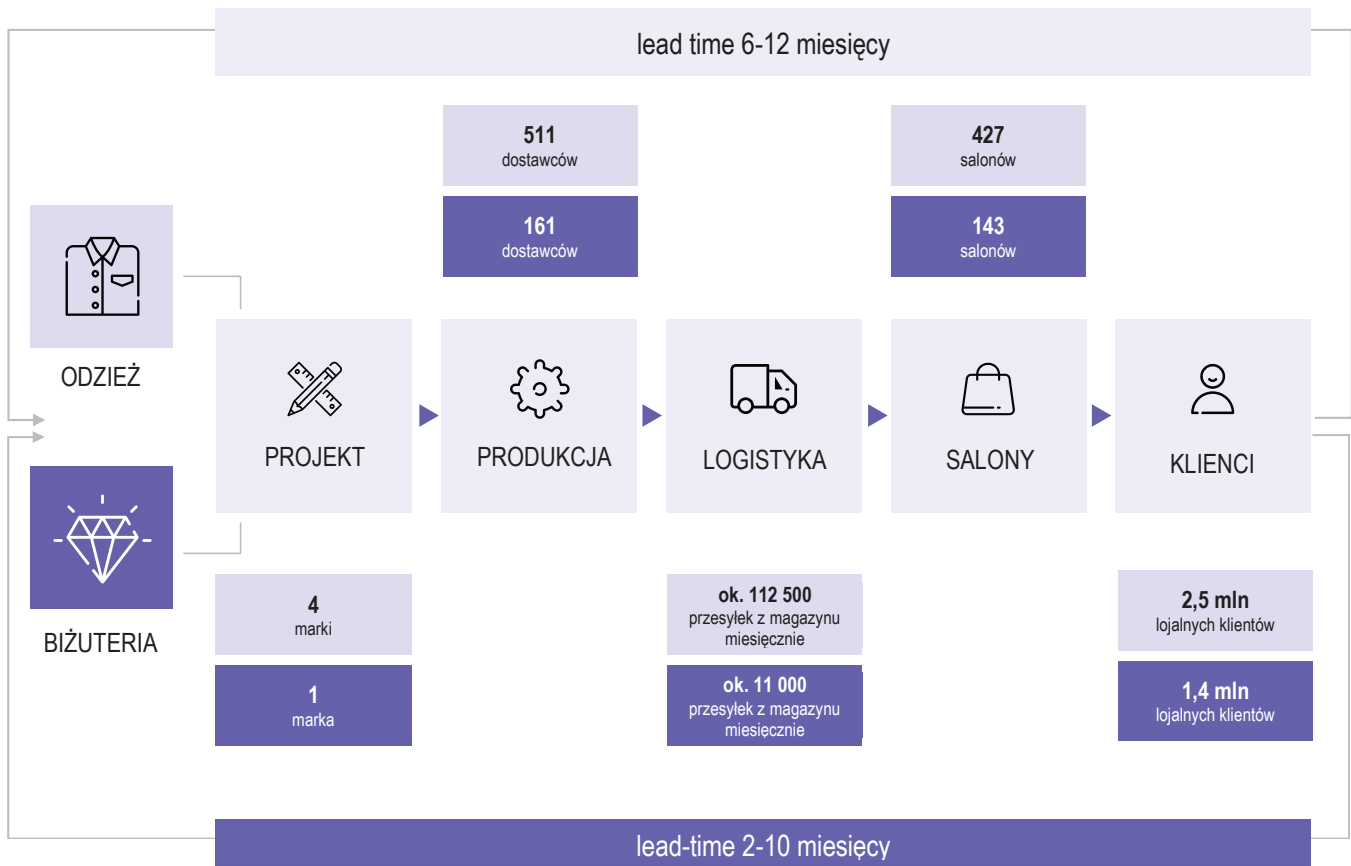 lead time 6-12 miesięcy
511
dostawców
427
salonów
161
dostawców
143
salonów
ODZIEŻ
PROJEKT
PRODUKCJA
LOGISTYKA
SALONY
KLIENCI
BIŻUTERIA
4
marki
ok. 112 500
przesyłek z magazynu
miesięcznie
2,5 mln
lojalnych klientów
1
marka
ok. 11 000
przesyłek z magazynu
miesięcznie
1,4 mln
lojalnych klientów
lead-time 2-10 miesięcy